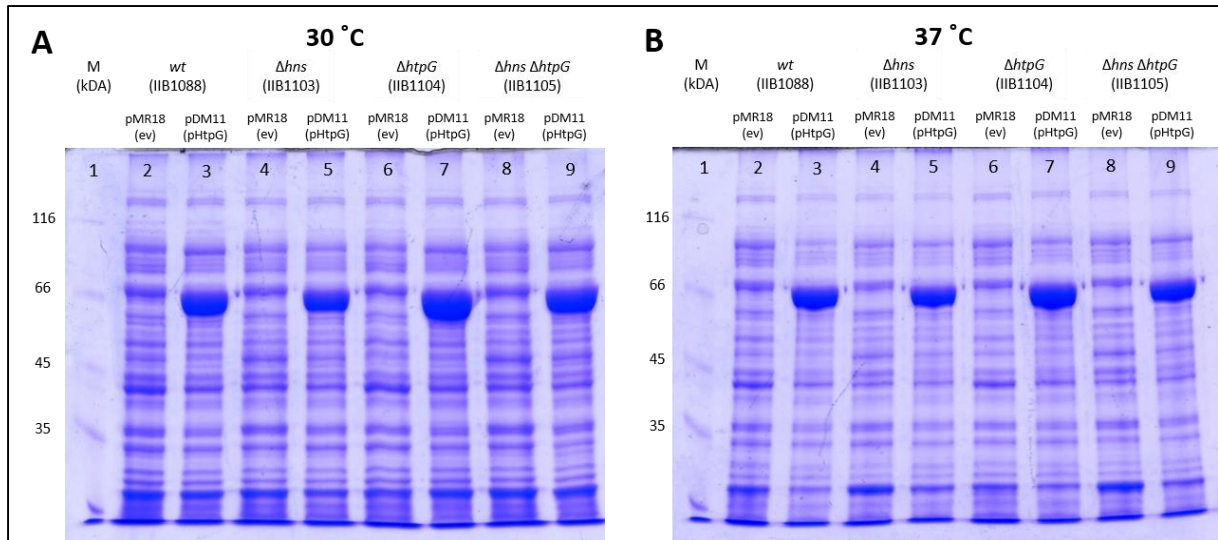 A
30 ˚C
M
(kDA)
wt
(IIB1088)
Δhns
(IIB1103)
ΔhtpG
(IIB1104)
Δhns ΔhtpG
(IIB1105)
pMR18
(ev)
pDM11
(pHtpG)
pMR18
(ev)
pDM11
(pHtpG)
pMR18
(ev)
pDM11
(pHtpG)
pMR18
(ev)
pDM11
(pHtpG)
1 2 3 4 5 6 7 8 9
116
66
45
35
B
37 ˚C
M
(kDA)
wt
(IIB1088)
Δhns
(IIB1103)
ΔhtpG
(IIB1104)
Δhns ΔhtpG
(IIB1105)
pMR18
(ev)
pDM11
(pHtpG)
pMR18
(ev)
pDM11
(pHtpG)
pMR18
(ev)
pDM11
(pHtpG)
pMR18
(ev)
pDM11
(pHtpG)
1 2 3 4 5 6 7 8 9
116
66
45
35